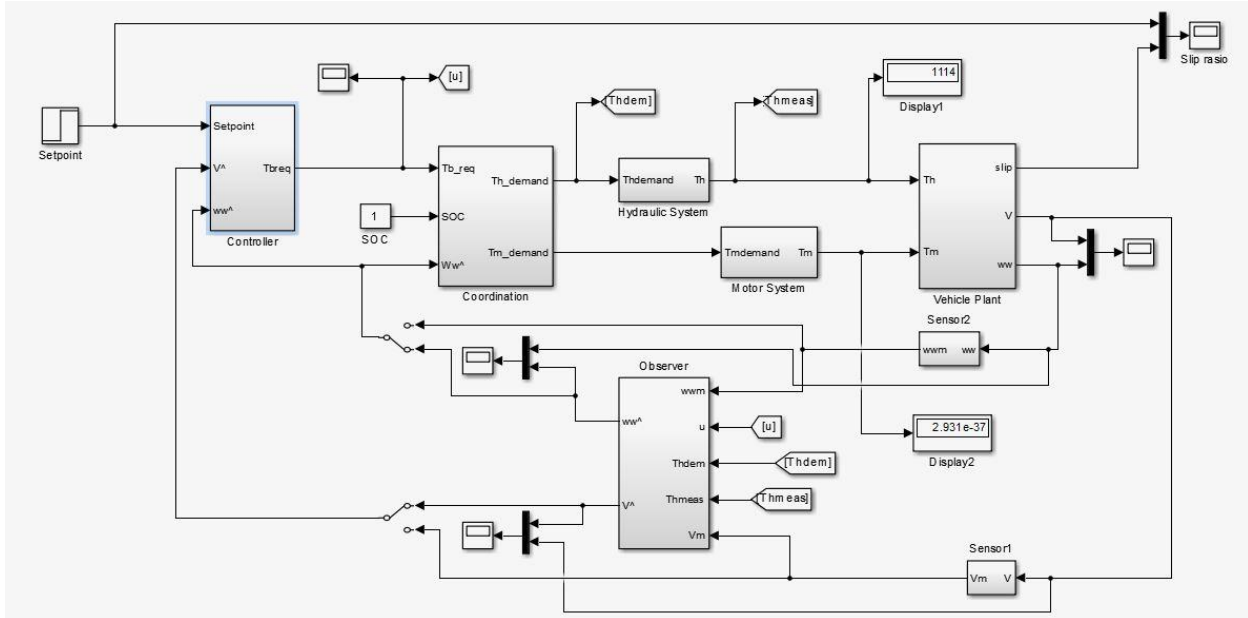 Slip rasio
1114
Display1
[u]
[Thdem]
[Thmeas]
Setpoint
Setpoint
V^
ww^
Tbreq
Controller
Tb_req
SOC
Ww^
Th_demand
Tm_demand
Coordination
1
SOC
Thdemand Th
Hydraulic System
Tmdemand Tm
Motor System
Th
Tm
slip
V
ww
Vehicle Plant
Sensor2
wwm ww
Observer
wwm
u
Thdem
Thmeas
Vm
ww^
V^
[u]
[Thdem]
[Thmeas]
2.931e-37
Display2
Sensor1
Vm V